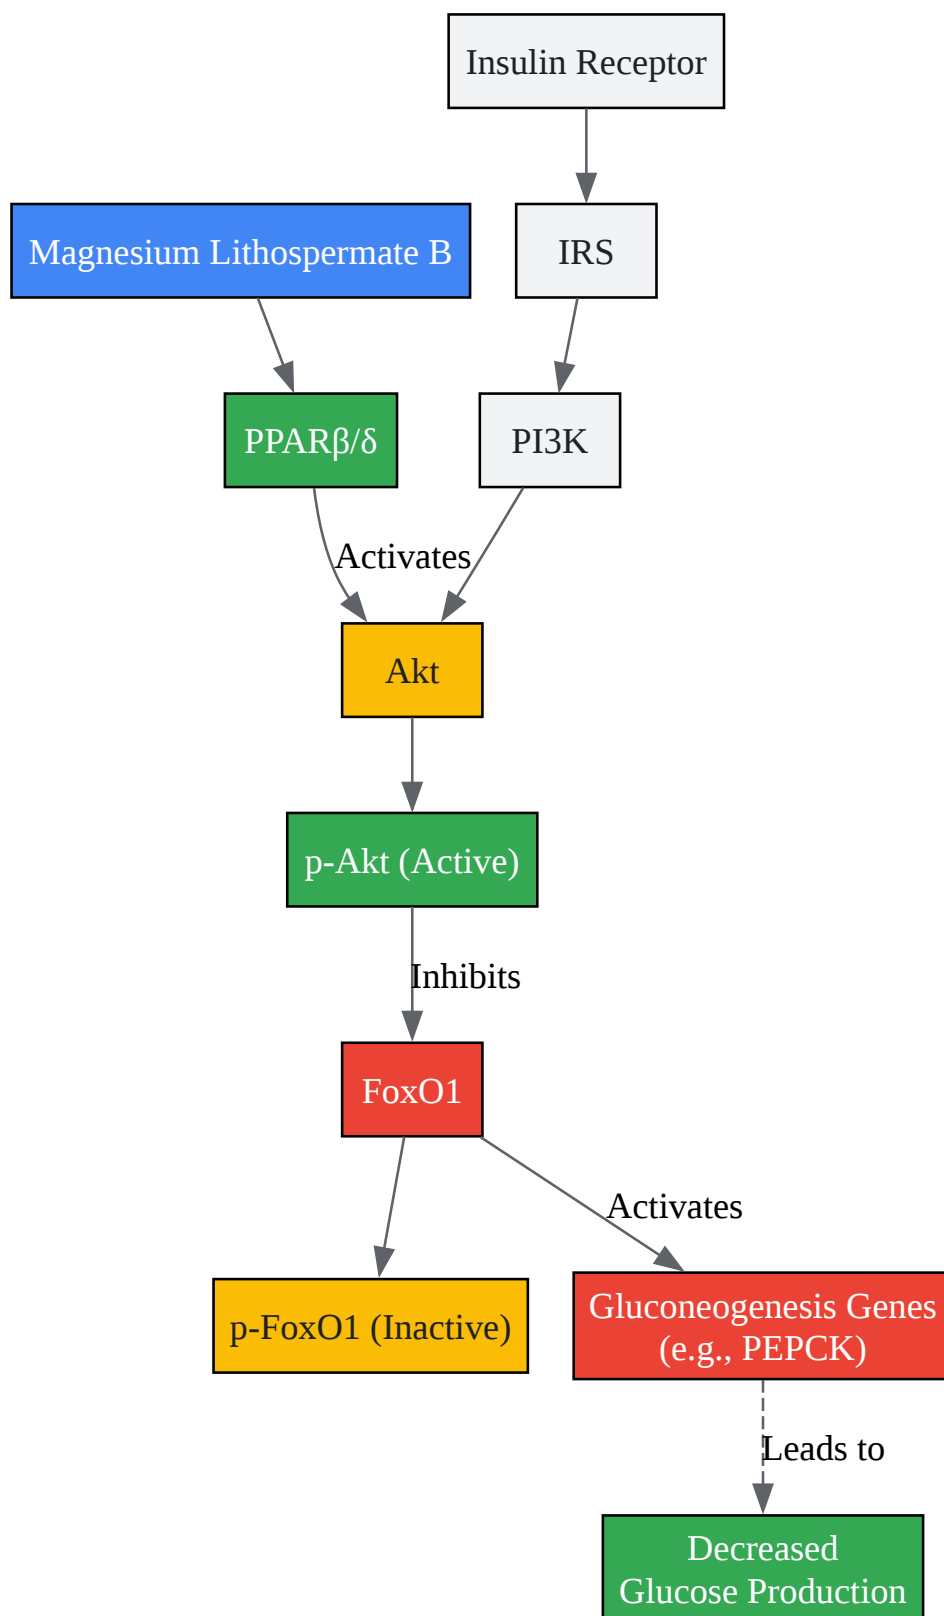 Insulin Receptor
Magnesium Lithospermate B
IRS
PPARβ/δ
PI3K
Activates
Akt
p-Akt (Active)
Inhibits
FoxO1
Activates
p-FoxO1 (Inactive)
Gluconeogenesis Genes
(e.g., PEPCK)
Leads to
Decreased
Glucose Production